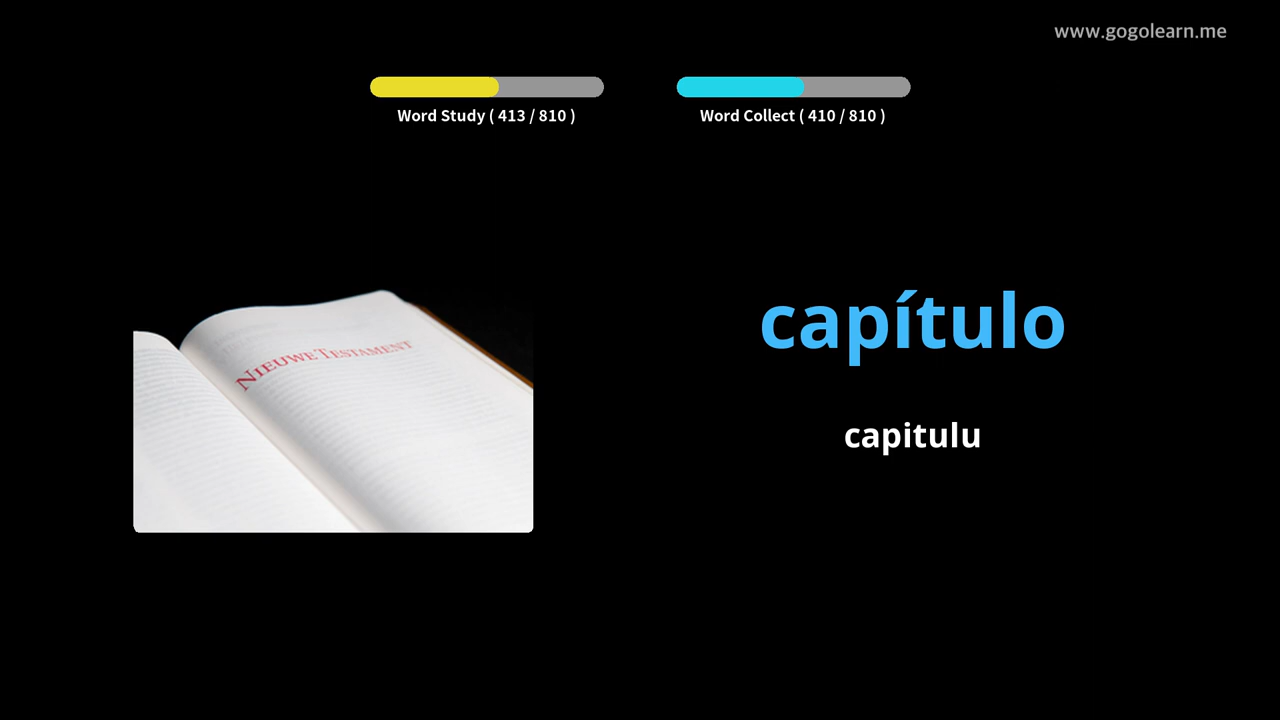 www.gogolearn.me
Word Study ( 413 / 810 )
Word Collect ( 410 / 810 )
NIEUWE TESTAMENT
capítulo
capitulu